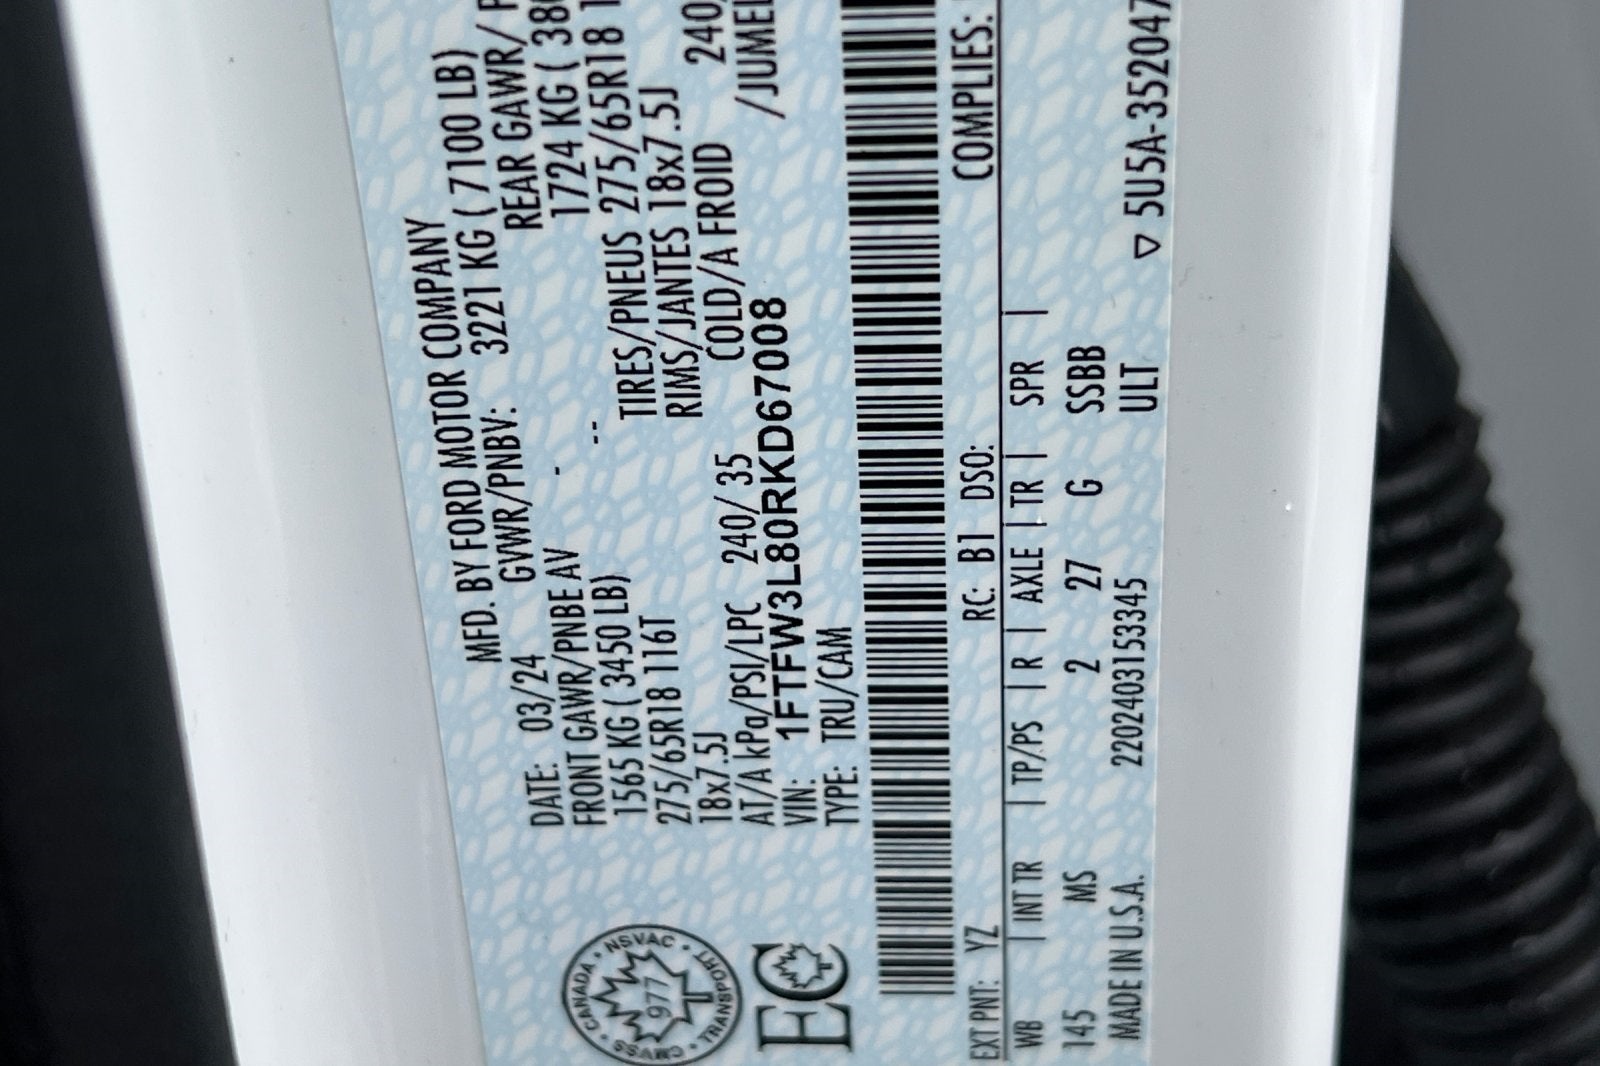 MFD. BY FORD MOTOR COMPANY
DATE: 03/24 GVWR/PNBV: 3221 KG ( 7100 LB)
FRONT GAWR/PNBE AV - REAR GAWR/
1565 KG ( 3450 LB) -- 1724 KG (
275/65R18 116T TIRES/PNEUS 275/65R18
18x7.5J RIMS/JANTES 18x7.5J
AT/A kPa/PSI/LPC 240/ 35 COLD/A FROID 240/
VIN: 1FTFW3L80RKD67008
TYPE: TRU/CAM /JUMEL
EXT PNT: YZ RC: B1 DSO: COMPLIES:
WB | INT TR | TP/PS | R | AXLE | TR | SPR |
145 MS 2 27 G SSBB
MADE IN U.S.A. 220240315 3345 ULT ▽ 5U5A-3520472
CANADA • NSVAC • TRANSPORT • CMVSS •
977
EC